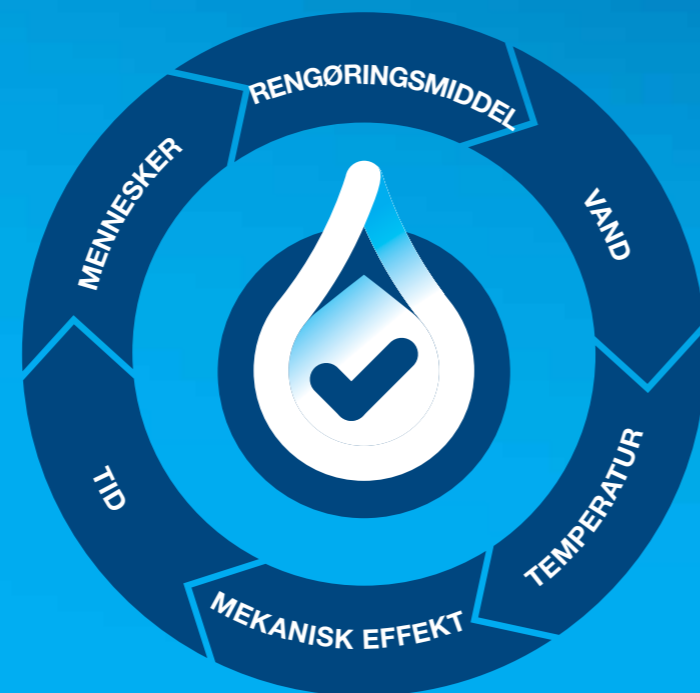 RENGØRINGSMIDDEL
VAND
TEMPERATUR
MEKANISK EFFEKT
TID
MENNESKER